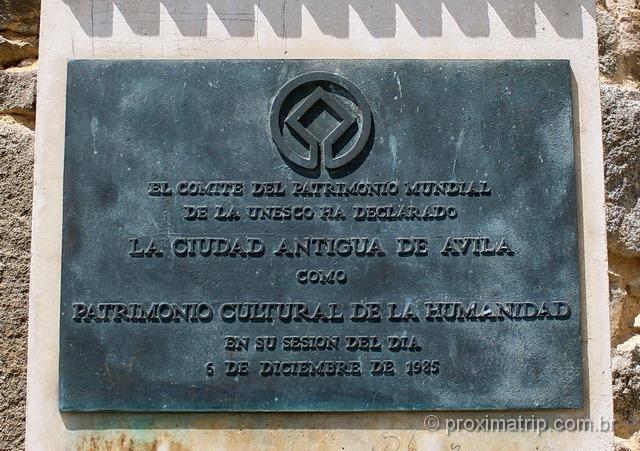 EL COMITE DEL PATRIMONIO MUNDIAL
DE LA UNESCO HA DECLARADO
LA CIUDAD ANTIGUA DE AVILA
COMO
PATRIMONIO CULTURAL DE LA HUMANIDAD
EN SU SESION DEL DIA
6 DE DICIEMBRE DE 1985
© proximatrip.com.br